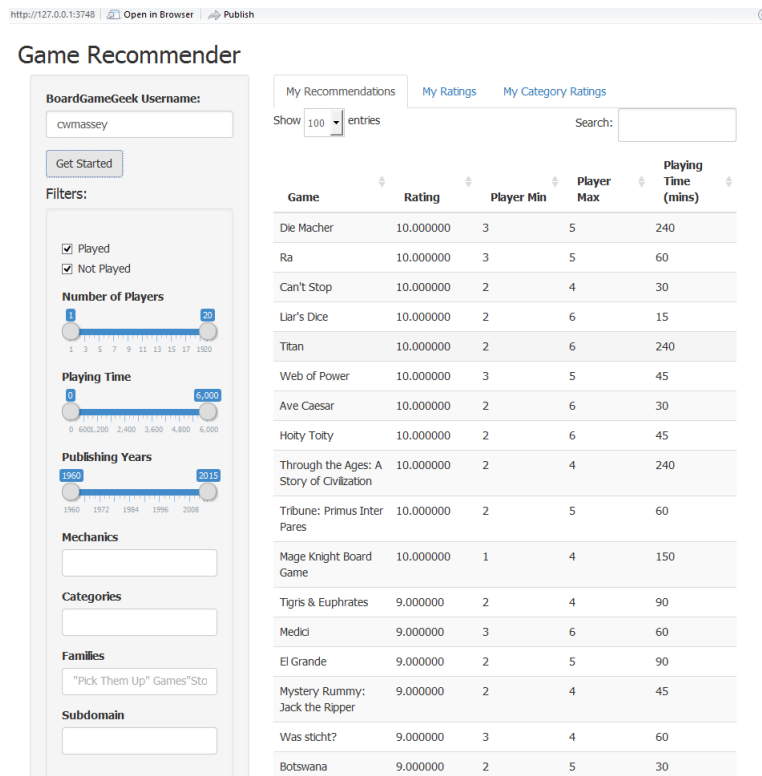 http://127.0.0.1:3748 Open in Browser Publish
Game Recommender
BoardGameGeek Username:
cwmassey
Get Started
Filters:
Played
Not Played
Number of Players
1 20
1 3 5 7 9 11 13 15 17 1920
Playing Time
0 6,000
0 6001,200 2,400 3,600 4,800 6,000
Publishing Years
1960 2015
1960 1972 1984 1996 2008
Mechanics
Categories
Families
"Pick Them Up" Games"Sto
Subdomain
My Recommendations My Ratings My Category Ratings
Show 100 entries Search:
Game Rating Player Min Player Max Playing Time (mins)
Die Macher 10.000000 3 5 240
Ra 10.000000 3 5 60
Can't Stop 10.000000 2 4 30
Liar's Dice 10.000000 2 6 15
Titan 10.000000 2 6 240
Web of Power 10.000000 3 5 45
Ave Caesar 10.000000 2 6 30
Hoity Toity 10.000000 2 6 45
Through the Ages: A 10.000000 2 4 240
Story of Civilization
Tribune: Primus Inter 10.000000 2 5 60
Pares
Mage Knight Board 10.000000 1 4 150
Game
Tigris & Euphrates 9.000000 2 4 90
Medici 9.000000 3 6 60
El Grande 9.000000 2 5 90
Mystery Rummy: 9.000000 2 4 45
Jack the Ripper
Was sticht? 9.000000 3 4 60
Botswana 9.000000 2 5 30